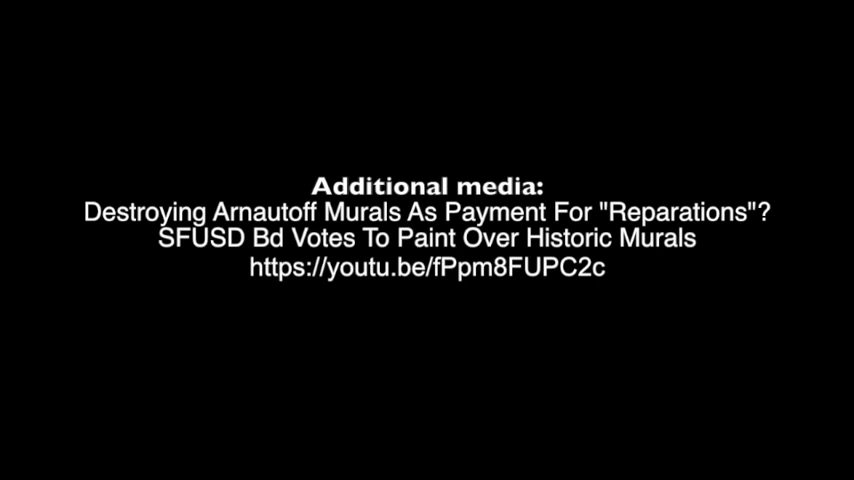 Additional media:
Destroying Arnautoff Murals As Payment For "Reparations"?
SFUSD Bd Votes To Paint Over Historic Murals
https://youtu.be/fPpm8FUPC2c